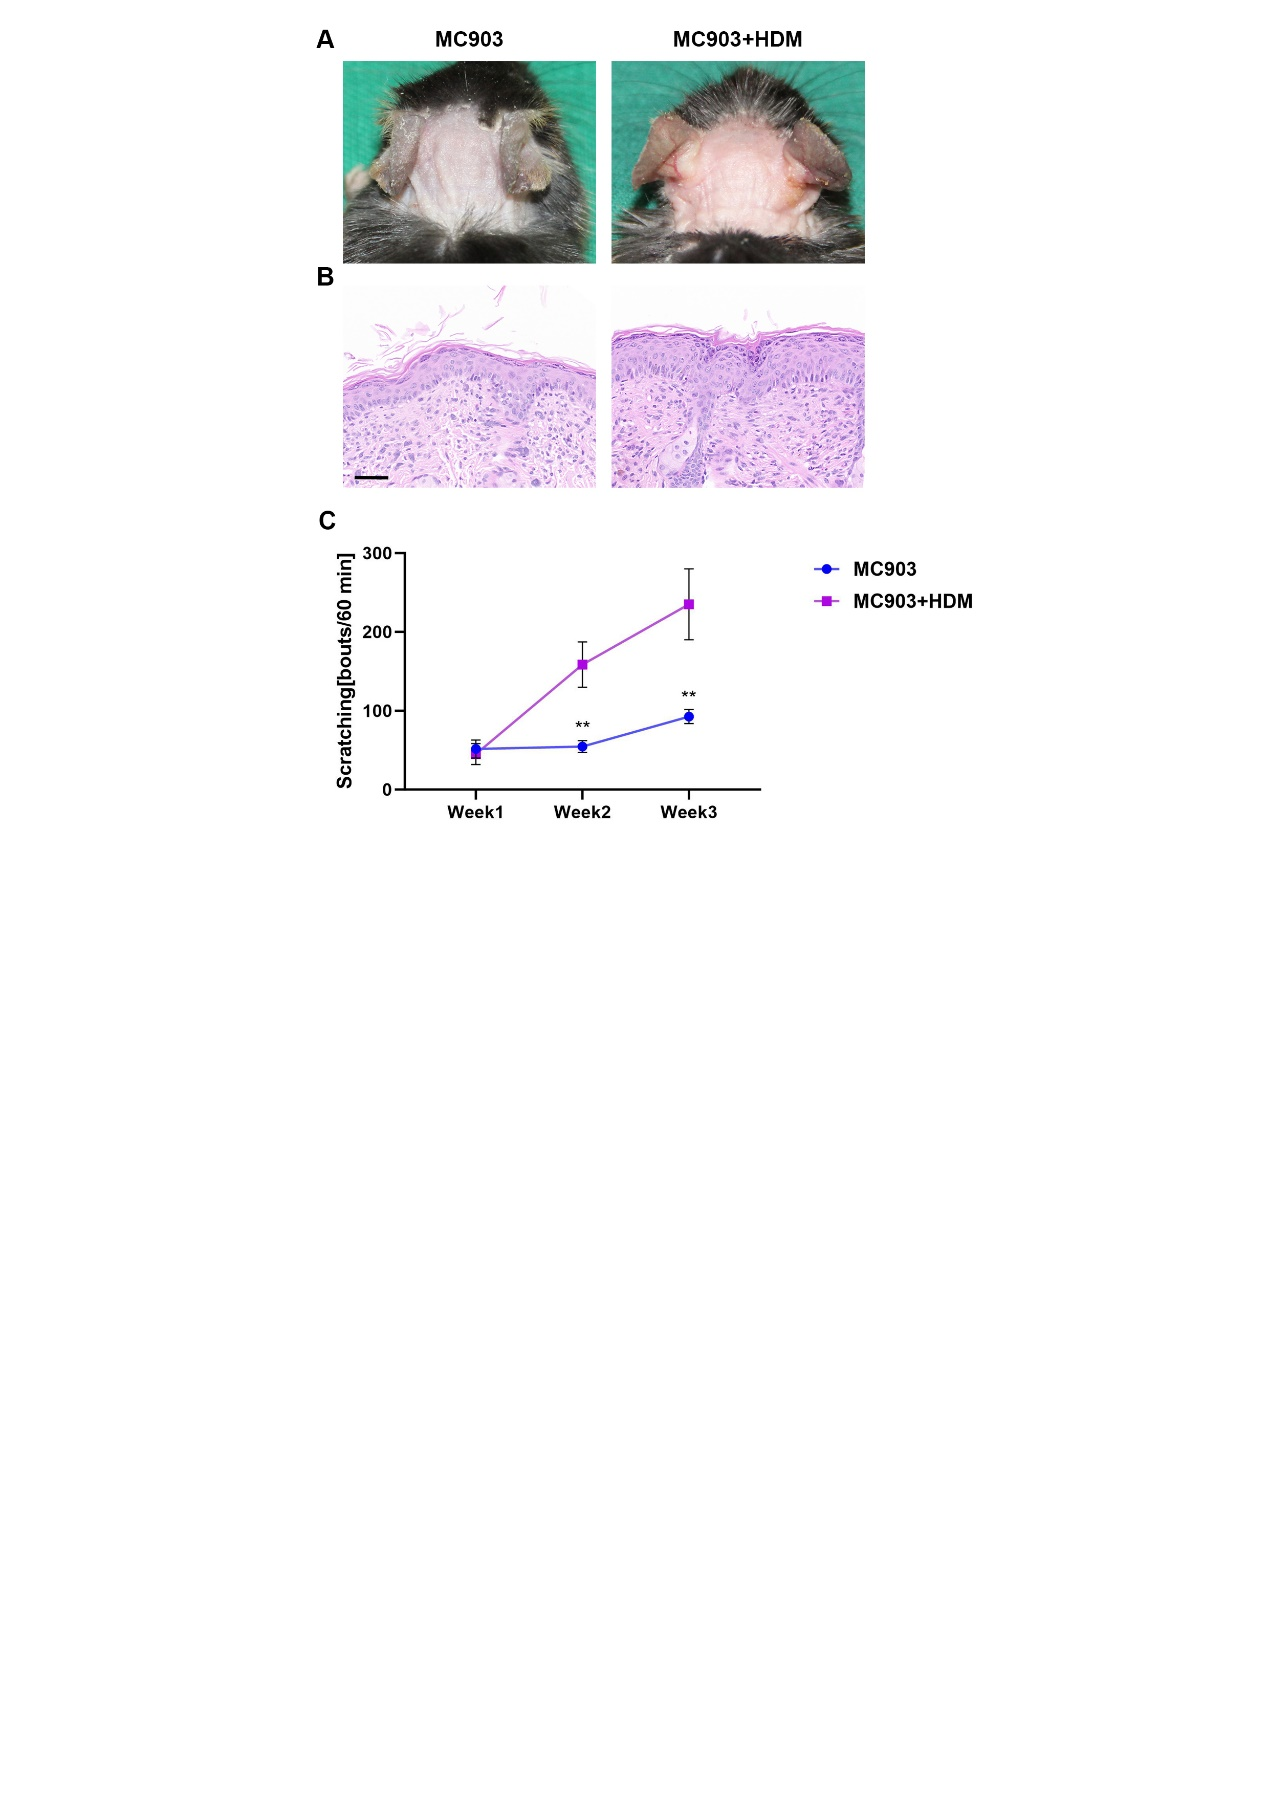 A
MC903
MC903+HDM
B
C
Scratching[bouts/60 min]
300
200
100
0
**
**
Week1
Week2
Week3
MC903
MC903+HDM